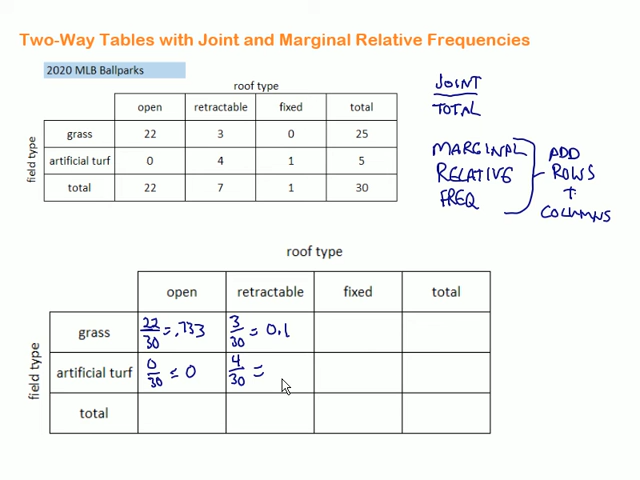 Two-Way Tables with Joint and Marginal Relative Frequencies
2020 MLB Ballparks
roof type
open retractable fixed total
field type
grass 22 3 0 25
artificial turf 0 4 1 5
total 22 7 1 30
JOINT
TOTAL
MARGINAL
RELATIVE
FREQ
ADD
ROWS
+
COLUMNS
roof type
open retractable fixed total
field type
grass 22/30 = .733 3/30 = 0.1
artificial turf 0/30 = 0 4/30 =
total